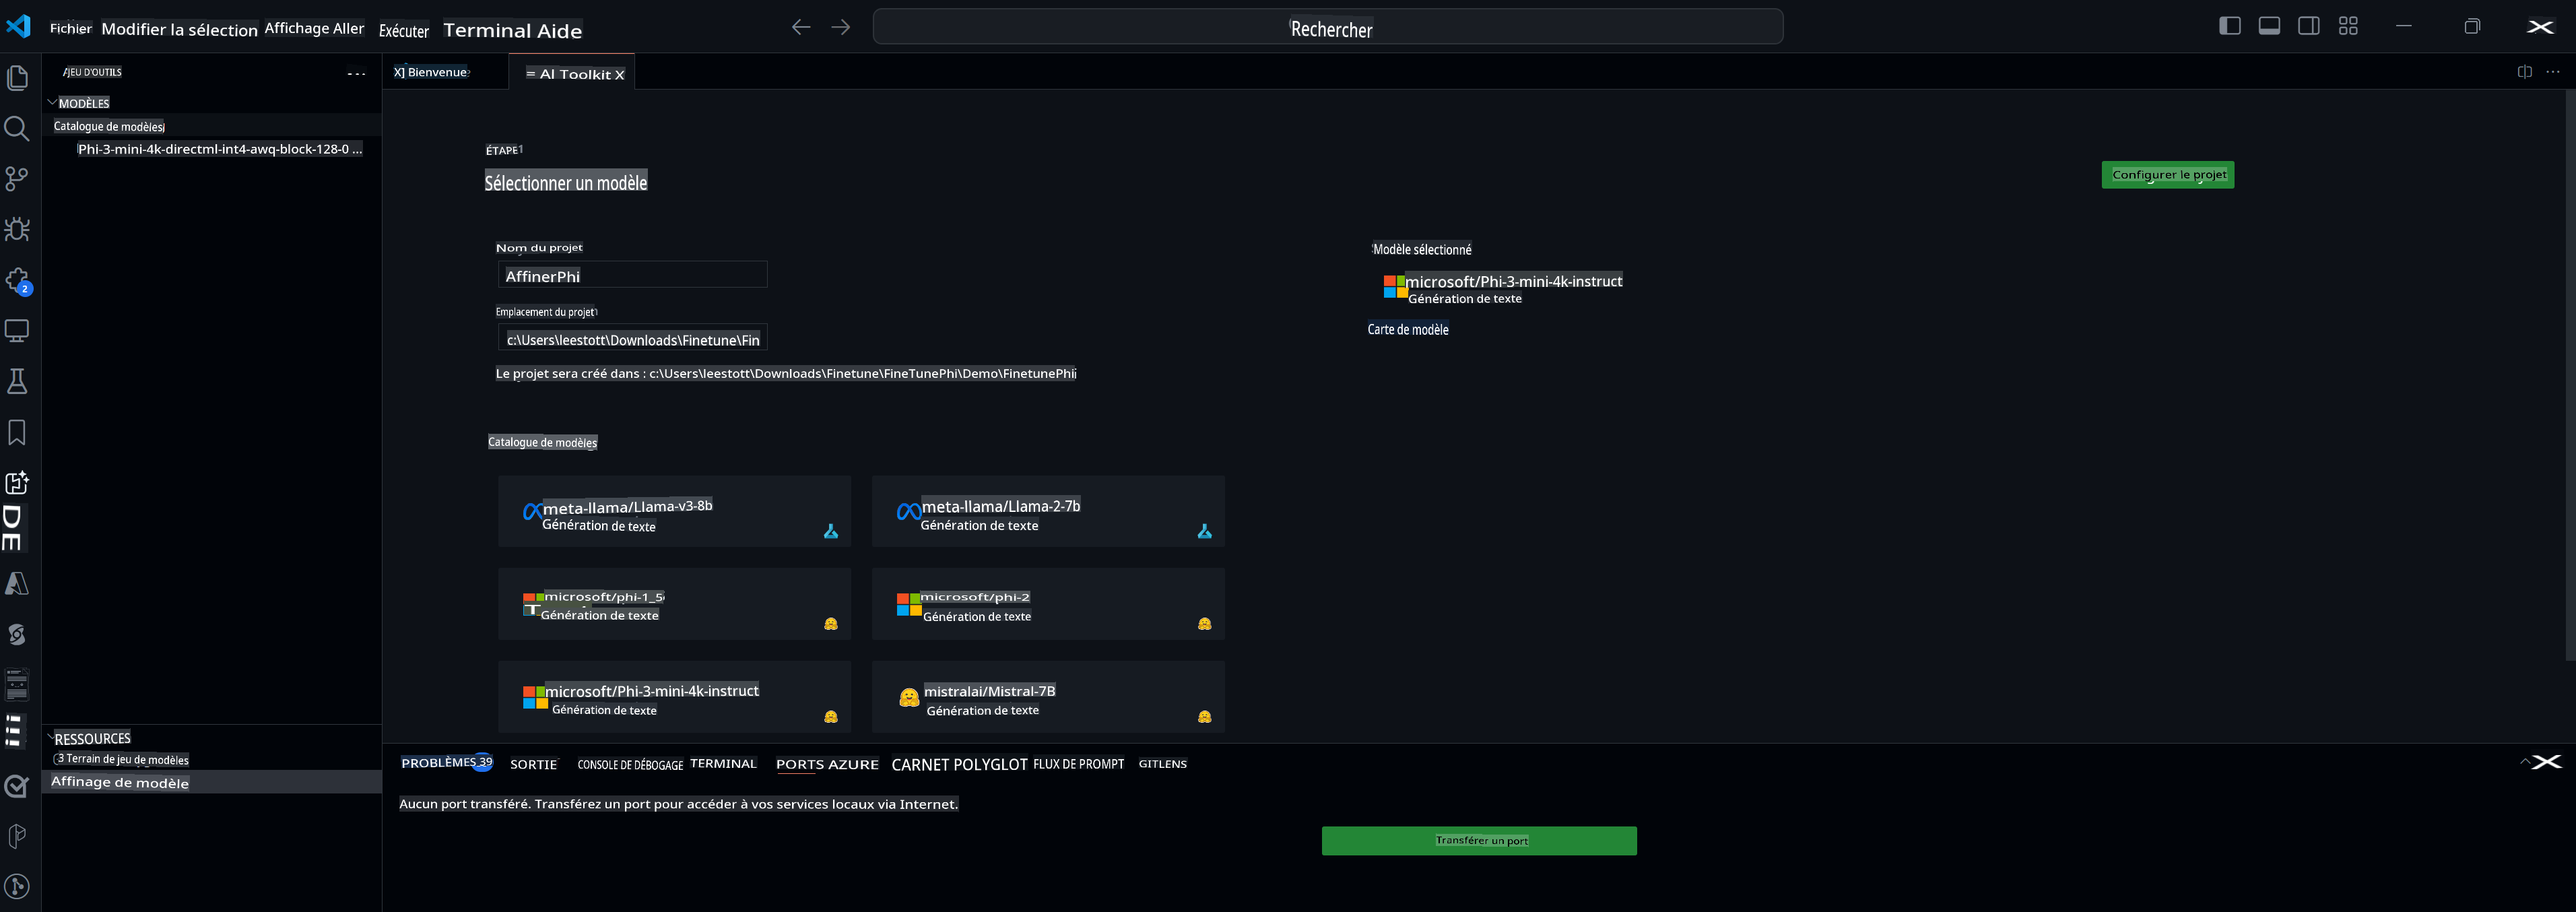 Fichier Modifier la sélection Affichage Aller Exécuter Terminal Aide
Rechercher
JEU D'OUTILS
MODÈLES
Catalogue de modèles
Phi-3-mini-4k-directml-int4-awq-block-128-0 ...
RESSOURCES
3 Terrain de jeu de modèles
Affinage de modèle
X] Bienvenue
= AI Toolkit X
ÉTAPE 1
Sélectionner un modèle
Configurer le projet
Nom du projet
AffinerPhi
Emplacement du projet
c:\Users\leestott\Downloads\Finetune\Fin
Le projet sera créé dans : c:\Users\leestott\Downloads\Finetune\FineTunePhi\Demo\FinetunePhi
Modèle sélectionné
microsoft/Phi-3-mini-4k-instruct
Génération de texte
Carte de modèle
Catalogue de modèles
meta-llama/Llama-v3-8b
Génération de texte
meta-llama/Llama-2-7b
Génération de texte
microsoft/phi-1_5
Génération de texte
microsoft/phi-2
Génération de texte
microsoft/Phi-3-mini-4k-instruct
Génération de texte
mistralai/Mistral-7B
Génération de texte
2
DE
PROBLÈMES 39 SORTIE CONSOLE DE DÉBOGAGE TERMINAL PORTS AZURE CARNET POLYGLOT FLUX DE PROMPT GITLENS
Aucun port transféré. Transférez un port pour accéder à vos services locaux via Internet.
Transférer un port